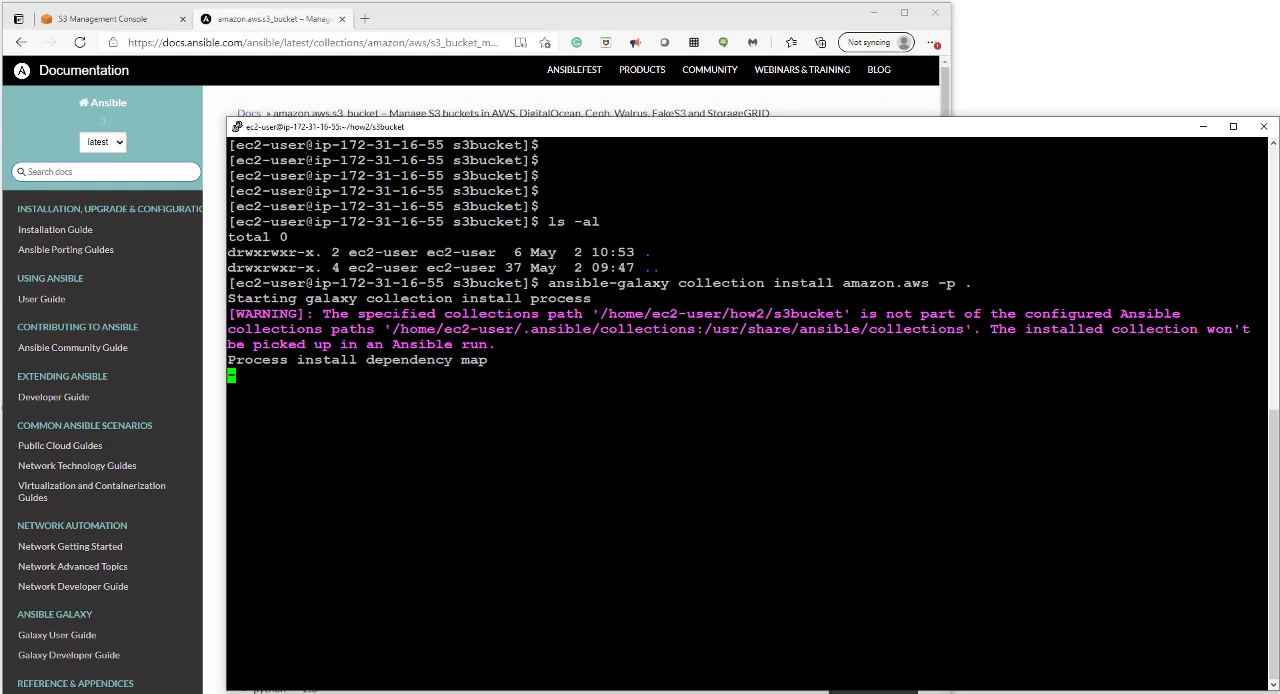 S3 Management Console
amazon.aws.s3_bucket – Manage
https://docs.ansible.com/ansible/latest/collections/amazon/aws/s3_bucket_m...
Not syncing
Documentation
ANSIBLEFEST
PRODUCTS
COMMUNITY
WEBINARS & TRAINING
BLOG
Ansible
3
latest
Search docs
INSTALLATION, UPGRADE & CONFIGURATIO
Installation Guide
Ansible Porting Guides
USING ANSIBLE
User Guide
CONTRIBUTING TO ANSIBLE
Ansible Community Guide
EXTENDING ANSIBLE
Developer Guide
COMMON ANSIBLE SCENARIOS
Public Cloud Guides
Network Technology Guides
Virtualization and Containerization
Guides
NETWORK AUTOMATION
Network Getting Started
Network Advanced Topics
Network Developer Guide
ANSIBLE GALAXY
Galaxy User Guide
Galaxy Developer Guide
REFERENCE & APPENDICES
Docs » amazon.aws.s3_bucket – Manage S3 buckets in AWS, DigitalOcean, Ceph, Walrus, FakeS3 and StorageGRID
ec2-user@ip-172-31-16-55:~/how2/s3bucket
[ec2-user@ip-172-31-16-55 s3bucket]$
[ec2-user@ip-172-31-16-55 s3bucket]$
[ec2-user@ip-172-31-16-55 s3bucket]$
[ec2-user@ip-172-31-16-55 s3bucket]$
[ec2-user@ip-172-31-16-55 s3bucket]$
[ec2-user@ip-172-31-16-55 s3bucket]$ ls -al
total 0
drwxrwxr-x. 2 ec2-user ec2-user  6 May  2 10:53 .
drwxrwxr-x. 4 ec2-user ec2-user 37 May  2 09:47 ..
[ec2-user@ip-172-31-16-55 s3bucket]$ ansible-galaxy collection install amazon.aws -p .
Starting galaxy collection install process
[WARNING]: The specified collections path '/home/ec2-user/how2/s3bucket' is not part of the configured Ansible
collections paths '/home/ec2-user/.ansible/collections:/usr/share/ansible/collections'. The installed collection won't
be picked up in an Ansible run.
Process install dependency map
-